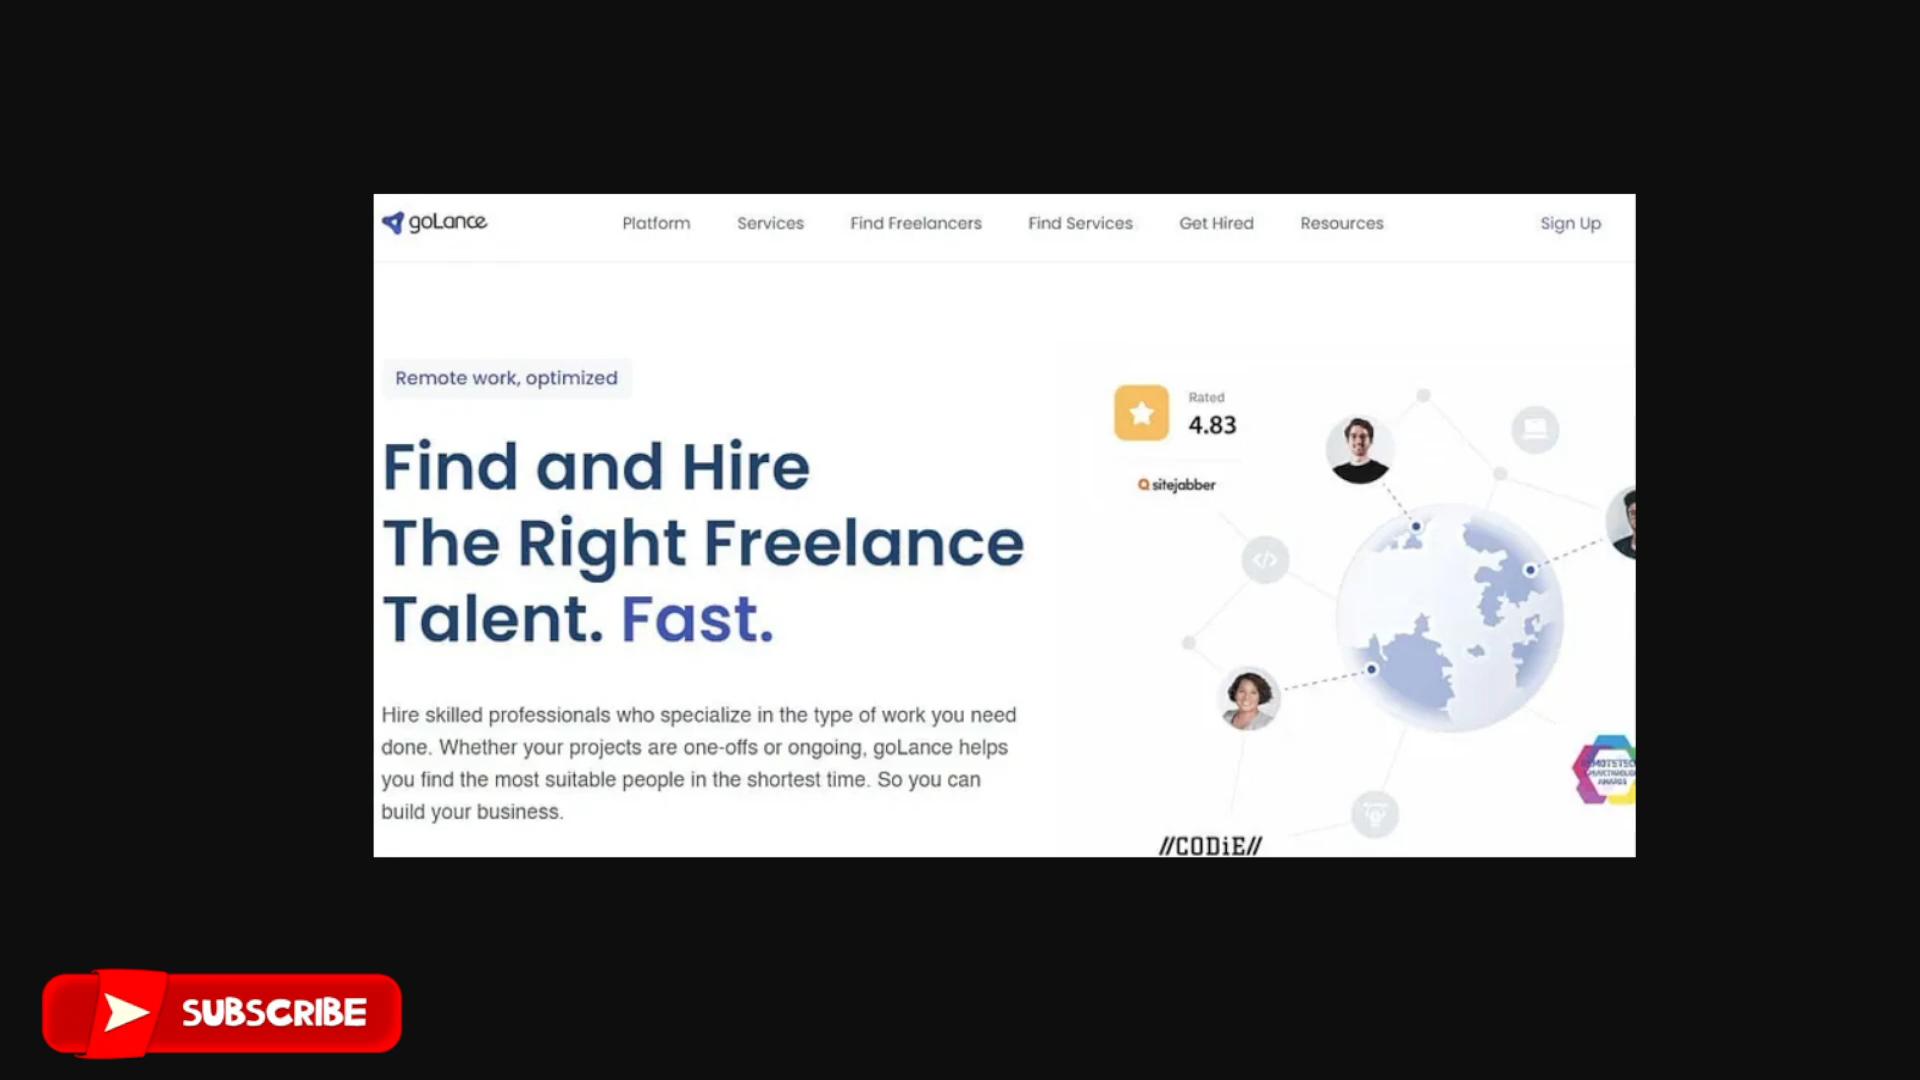 goLance
Platform
Services
Find Freelancers
Find Services
Get Hired
Resources
Sign Up
Remote work, optimized
Find and Hire
The Right Freelance
Talent. Fast.
Hire skilled professionals who specialize in the type of work you need
done. Whether your projects are one-offs or ongoing, goLance helps
you find the most suitable people in the shortest time. So you can
build your business.
Rated
4.83
sitejabber
</>
//CODiE//
AWARDS
SUBSCRIBE